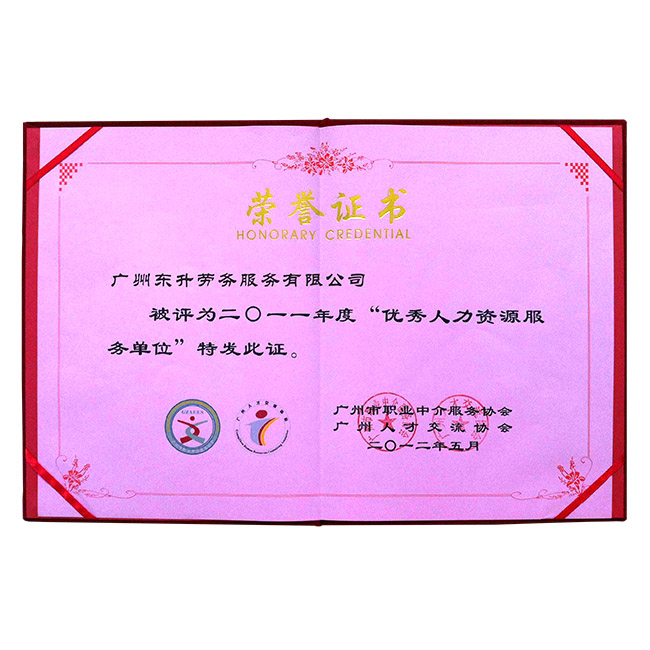 荣誉证书
HONORARY CREDENTIAL
广州东升劳务服务有限公司
被评为二〇一一年度“优秀人力资源服
务单位”特发此证。
GZAEES
广州市职业中介服务协会
广州人才交流协会
二〇一二年五月